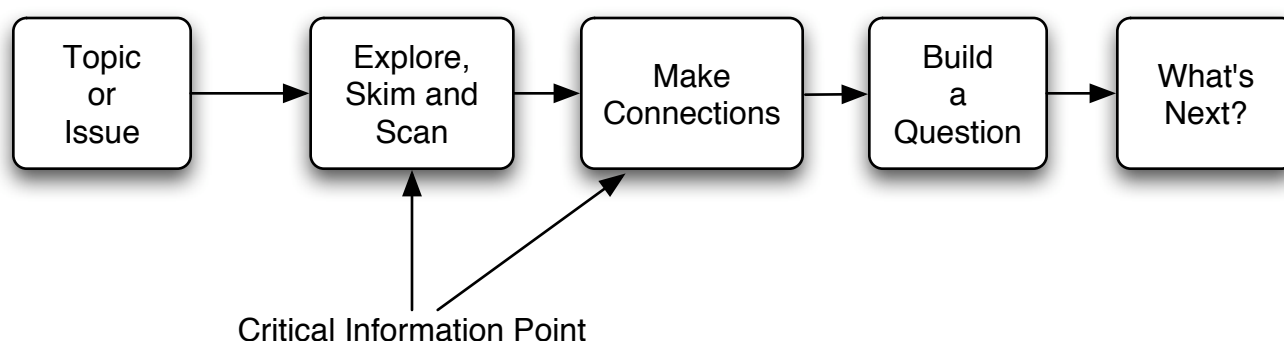 Topic
or
Issue
Explore,
Skim and
Scan
Make
Connections
Build
a
Question
What's
Next?
Critical Information Point